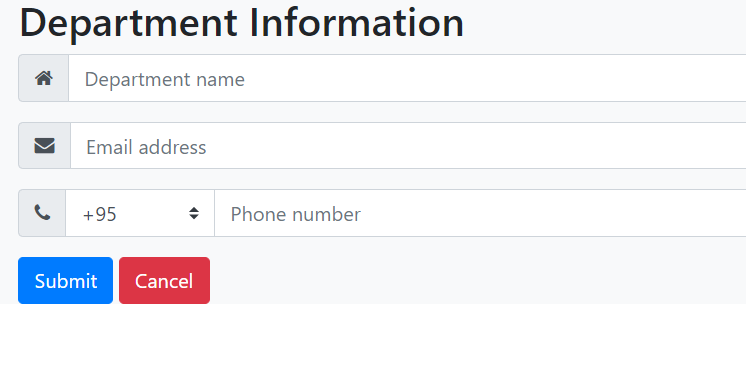 Department Information
Department name
Email address
+95 Phone number
Submit Cancel